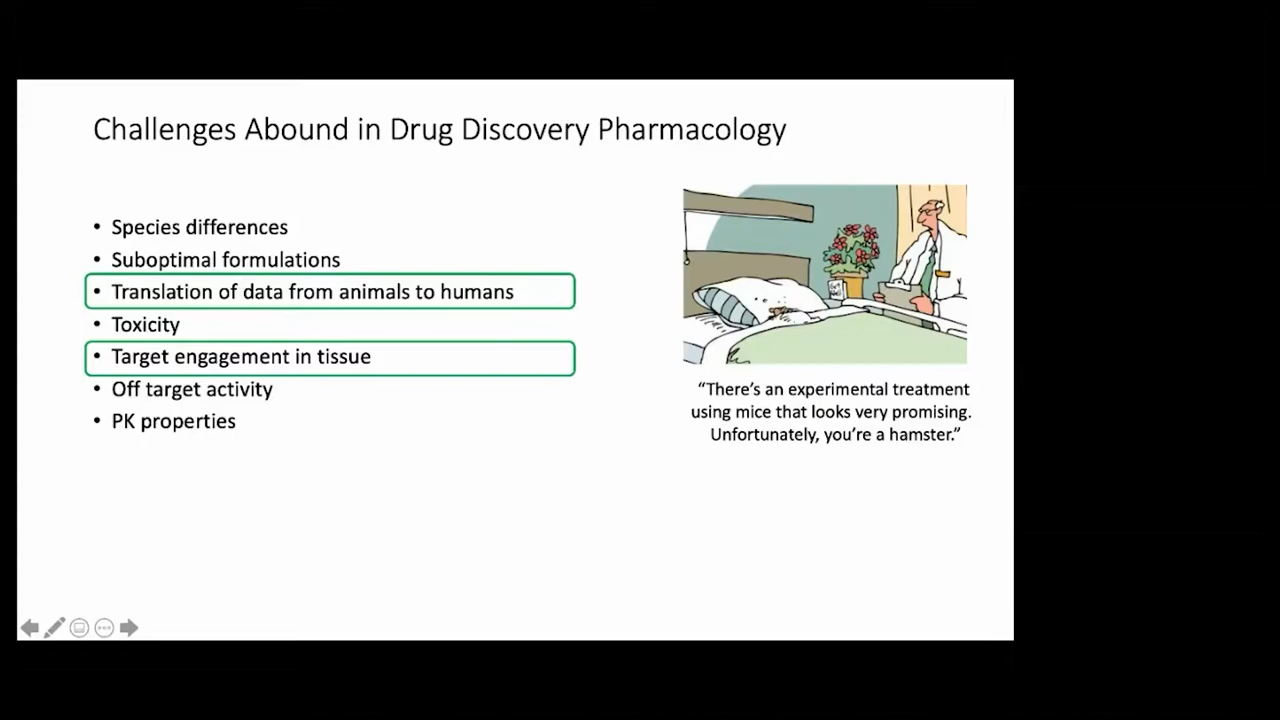 Challenges Abound in Drug Discovery Pharmacology
• Species differences
• Suboptimal formulations
• Translation of data from animals to humans
• Toxicity
• Target engagement in tissue
• Off target activity
• PK properties
“There’s an experimental treatment
using mice that looks very promising.
Unfortunately, you’re a hamster.”